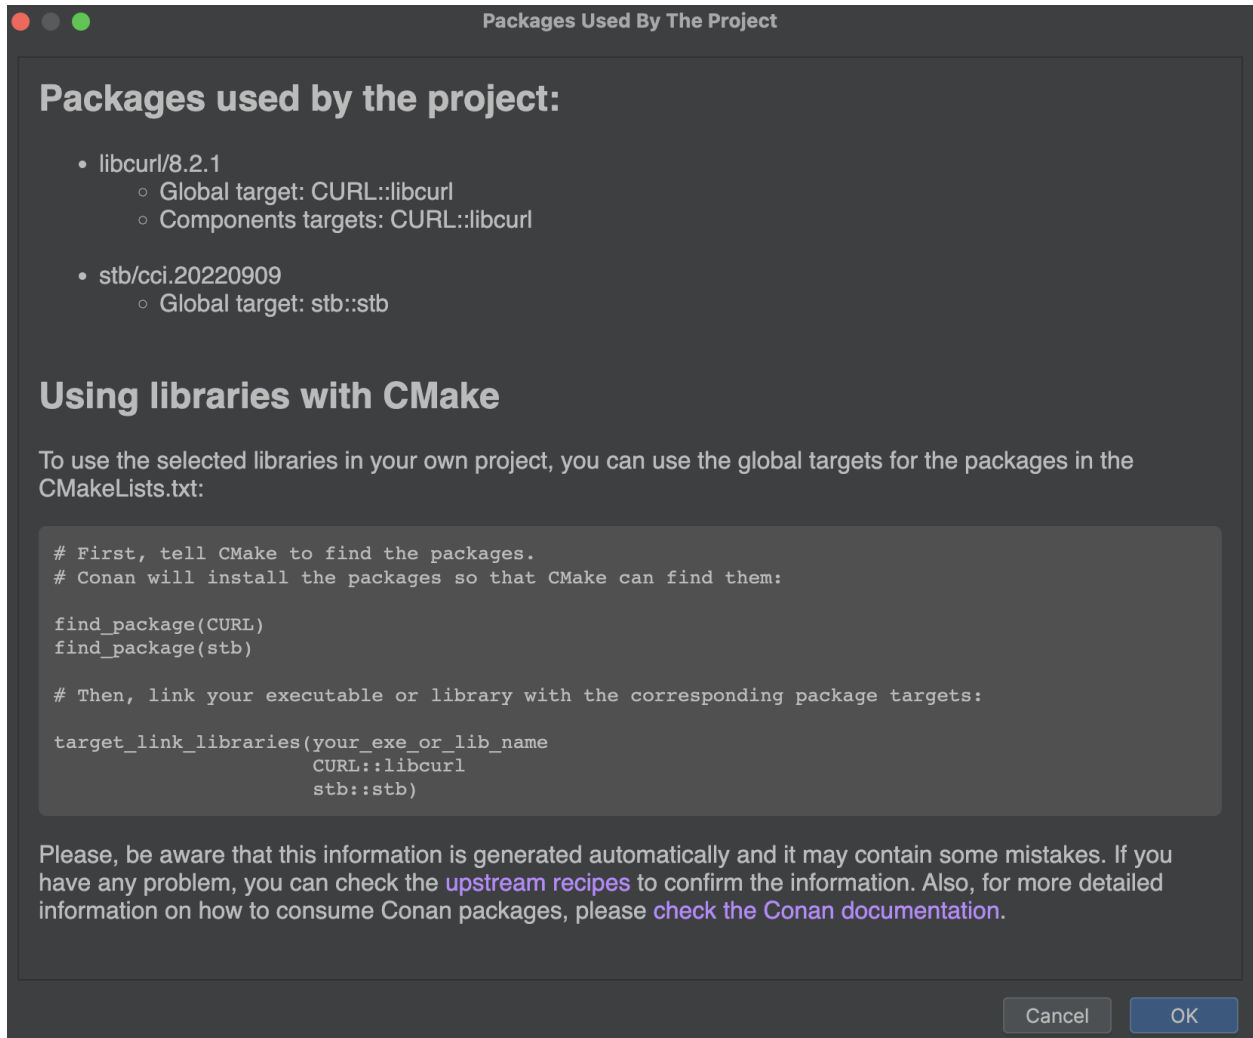 Packages Used By The Project
Packages used by the project:
• libcurl/8.2.1
◦ Global target: CURL::libcurl
◦ Components targets: CURL::libcurl
• stb/cci.20220909
◦ Global target: stb::stb
Using libraries with CMake
To use the selected libraries in your own project, you can use the global targets for the packages in the
CMakeLists.txt:
# First, tell CMake to find the packages.
# Conan will install the packages so that CMake can find them:
find_package(CURL)
find_package(stb)
# Then, link your executable or library with the corresponding package targets:
target_link_libraries(your_exe_or_lib_name
                      CURL::libcurl
                      stb::stb)
Please, be aware that this information is generated automatically and it may contain some mistakes. If you
have any problem, you can check the upstream recipes to confirm the information. Also, for more detailed
information on how to consume Conan packages, please check the Conan documentation.
Cancel
OK